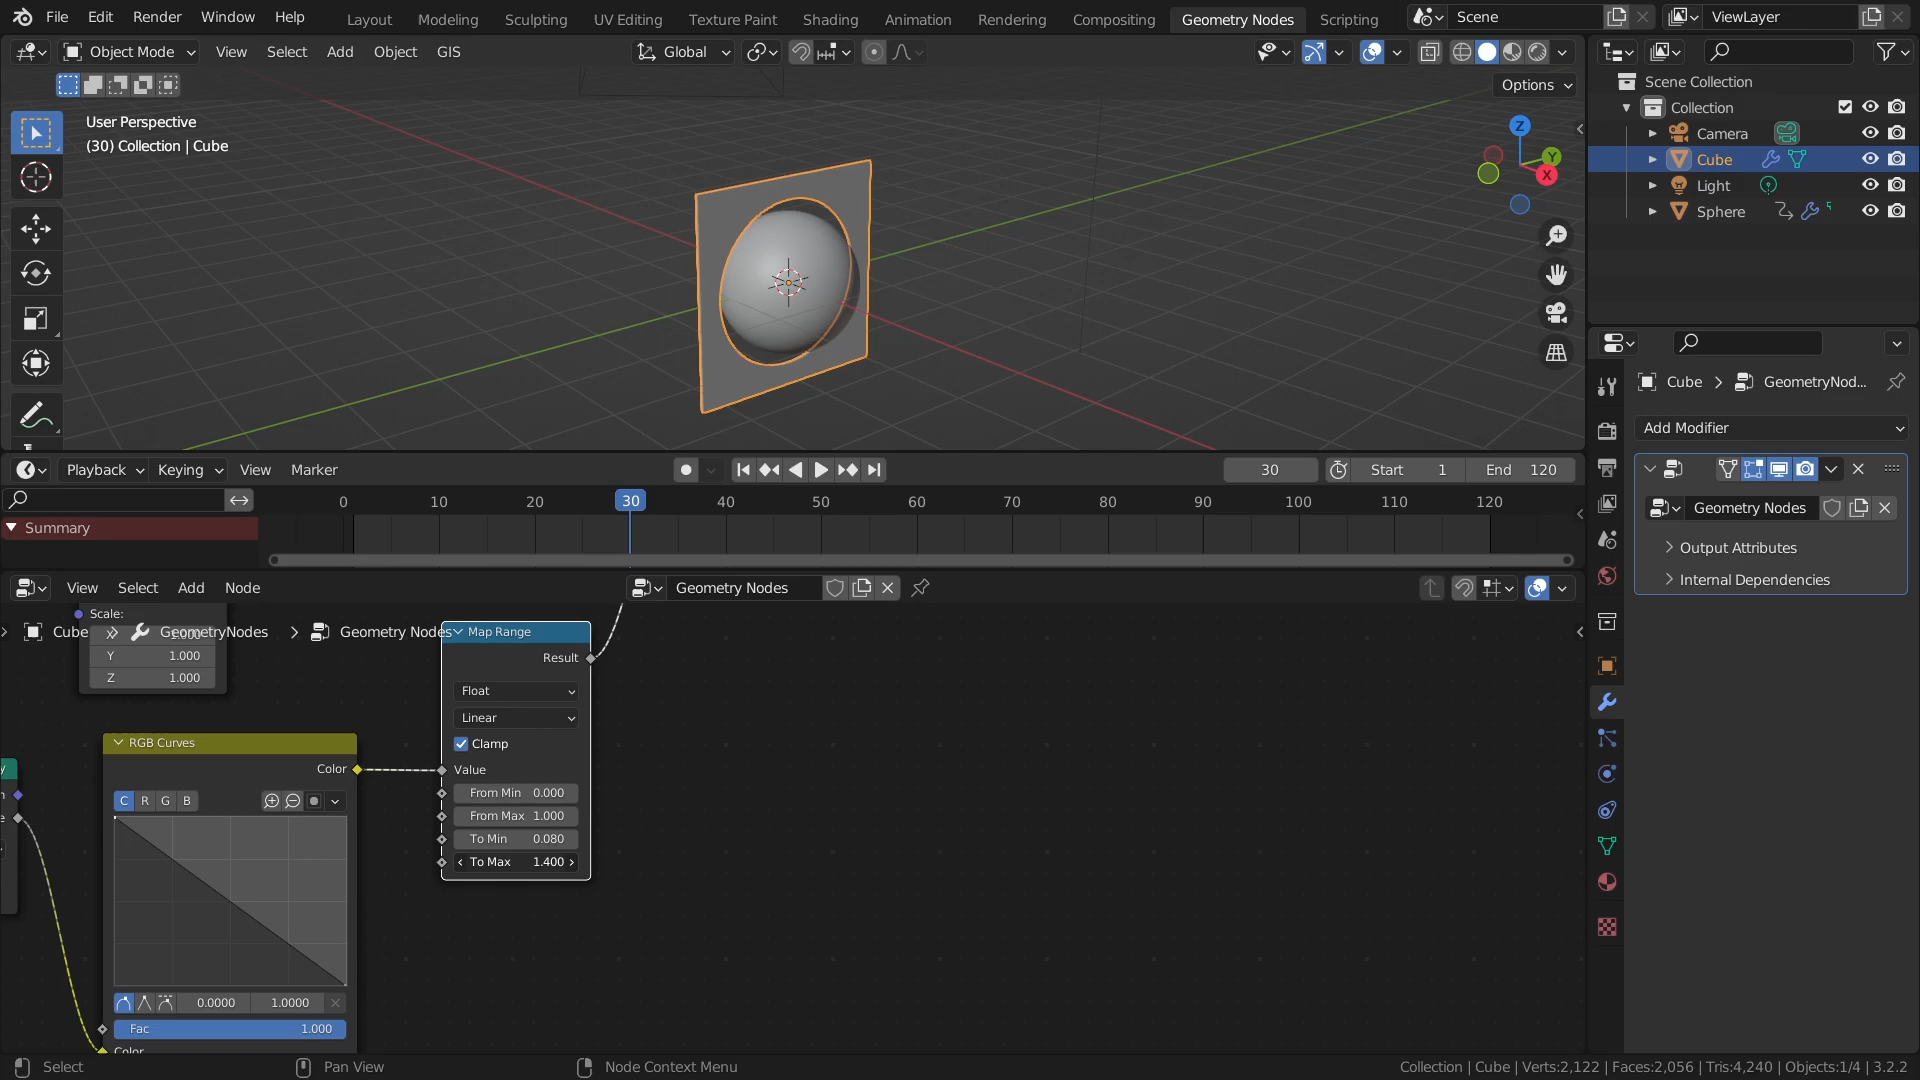 File Edit Render Window Help Layout Modeling Sculpting UV Editing Texture Paint Shading Animation Rendering Compositing Geometry Nodes Scripting Scene ViewLayer
Object Mode View Select Add Object GIS Global
Options
User Perspective
(30) Collection | Cube
Z
Y
X
Scene Collection
Collection
Camera
Cube
Light
Sphere
Cube GeometryNod...
Add Modifier
Geometry Nodes
Output Attributes
Internal Dependencies
Playback Keying View Marker 30 Start 1 End 120
0 10 20 30 40 50 60 70 80 90 100 110 120
Summary
View Select Add Node Geometry Nodes
Scale:
Cube GeometryNodes Geometry Nodes
X 1.000
Y 1.000
Z 1.000
Map Range
Result
Float
Linear
Clamp
Value
From Min 0.000
From Max 1.000
To Min 0.080
To Max 1.400
RGB Curves
Color
C R G B
0.0000 1.0000
Fac 1.000
Color
Select Pan View Node Context Menu Collection | Cube | Verts:2,122 | Faces:2,056 | Tris:4,240 | Objects:1/4 | 3.2.2